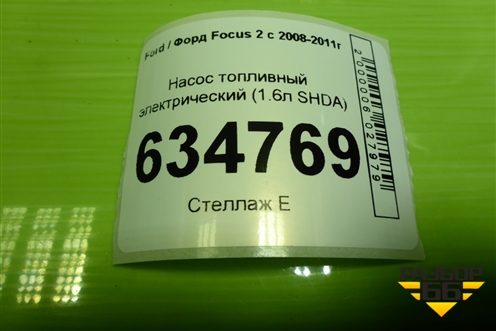 Ford / Форд Focus 2 с 2008-2011г
Насос топливный
электрический (1.6л SHDA)
634769
Стеллаж Е
2000006027979
РАЗБОР
66